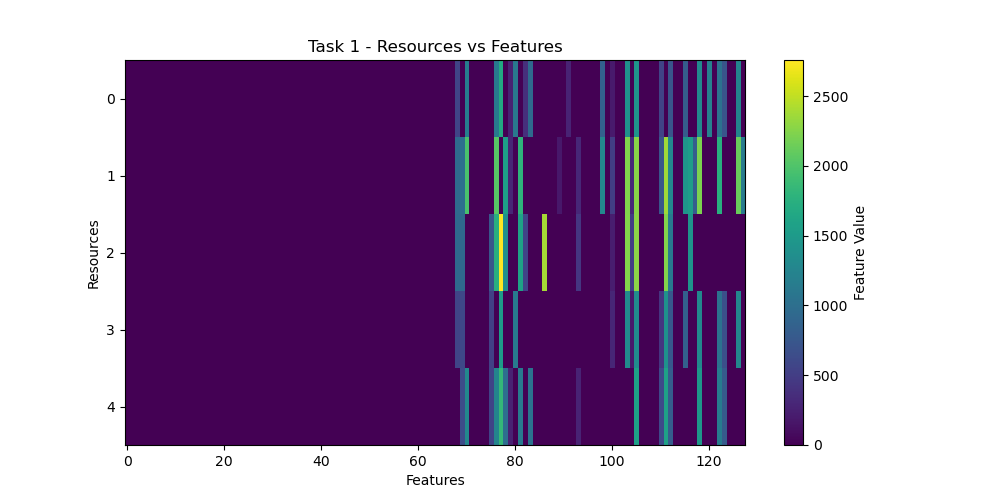 Task 1 - Resources vs Features
Resources
0
1
2
3
4
0 20 40 60 80 100 120
Features
2500
2000
1500
1000
500
0
Feature Value